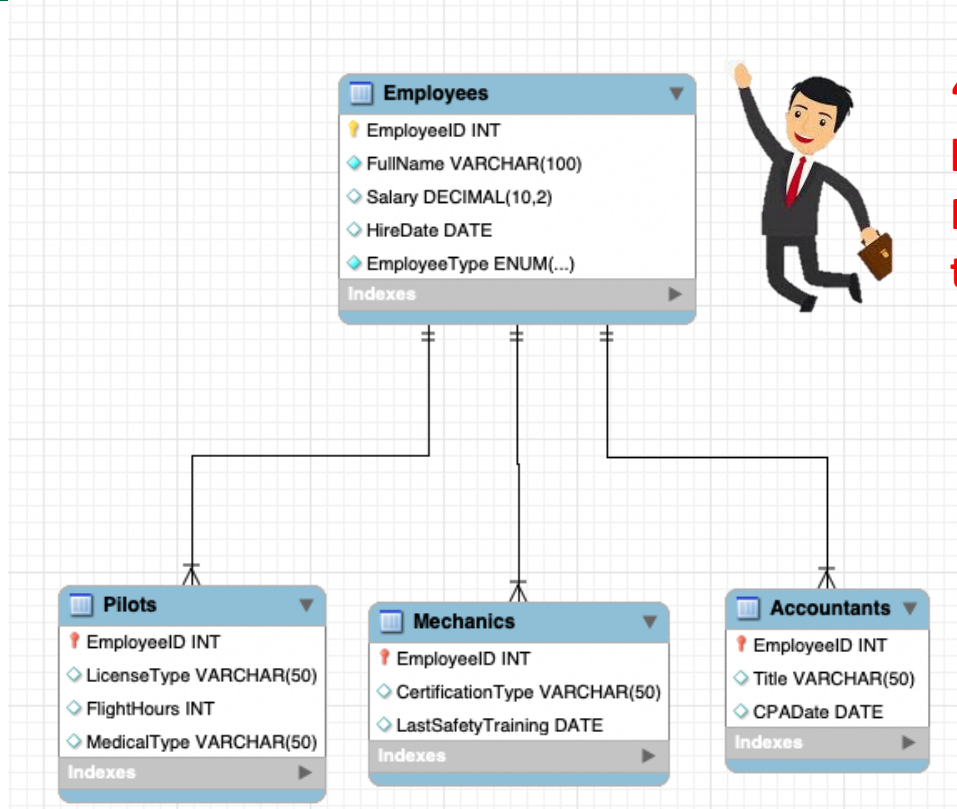 Employees
EmployeeID INT
FullName VARCHAR(100)
Salary DECIMAL(10,2)
HireDate DATE
EmployeeType ENUM(...)
Indexes
Pilots
EmployeeID INT
LicenseType VARCHAR(50)
FlightHours INT
MedicalType VARCHAR(50)
Indexes
Mechanics
EmployeeID INT
CertificationType VARCHAR(50)
LastSafetyTraining DATE
Indexes
Accountants
EmployeeID INT
Title VARCHAR(50)
CPADate DATE
Indexes